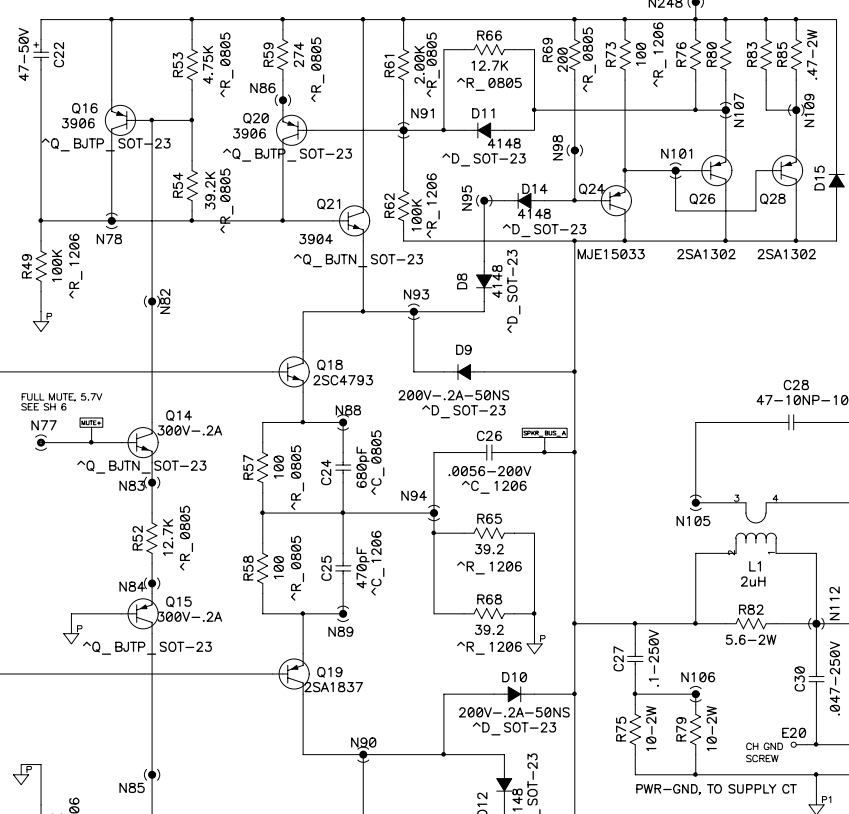 N248
47-50V
C22
R53
4.75K
^R_0805
R59
274
^R_0805
R61
2.00K
^R_0805
R66
12.7K
^R_0805
R69
200
^R_0805
R73
100
^R_1206
R76
R80
R83
R85
.47-2W
Q16
3906
^Q_BJTP_SOT-23
N86
Q20
3906
^Q_BJTP_SOT-23
N91
D11
4148
^D_SOT-23
N98
N107
N109
R54
39.2K
^R_0805
Q21
3904
^Q_BJTN_SOT-23
R62
100K
^R_1206
N95
D14
4148
^D_SOT-23
Q24
MJE15033
N101
Q26
2SA1302
Q28
2SA1302
D15
N78
R49
100K
^R_1206
P
N82
D8
4148
^D_SOT-23
N93
D9
200V-.2A-50NS
^D_SOT-23
Q18
2SC4793
FULL MUTE, 5.7V
SEE SH 6
N77
MUTE+
Q14
300V-.2A
^Q_BJTN_SOT-23
N83
N88
R57
100
^R_0805
C24
680pF
^C_0805
C26
.0056-200V
^C_1206
SPKR_BUS_A
C28
47-10NP-10
N94
N105
3
4
R52
12.7K
^R_0805
R58
100
^R_0805
C25
470pF
^C_1206
R65
39.2
^R_1206
2
1
L1
2uH
N84
Q15
300V-.2A
^Q_BJTP_SOT-23
P
N89
R68
39.2
^R_1206
P
R82
5.6-2W
N112
Q19
2SA1837
D10
200V-.2A-50NS
^D_SOT-23
C27
.1-250V
N106
C30
.047-250V
R75
10-2W
R79
10-2W
E20
CH GND
SCREW
N90
P
N85
06
D12
148
_SOT-23
PWR-GND, TO SUPPLY CT
P1